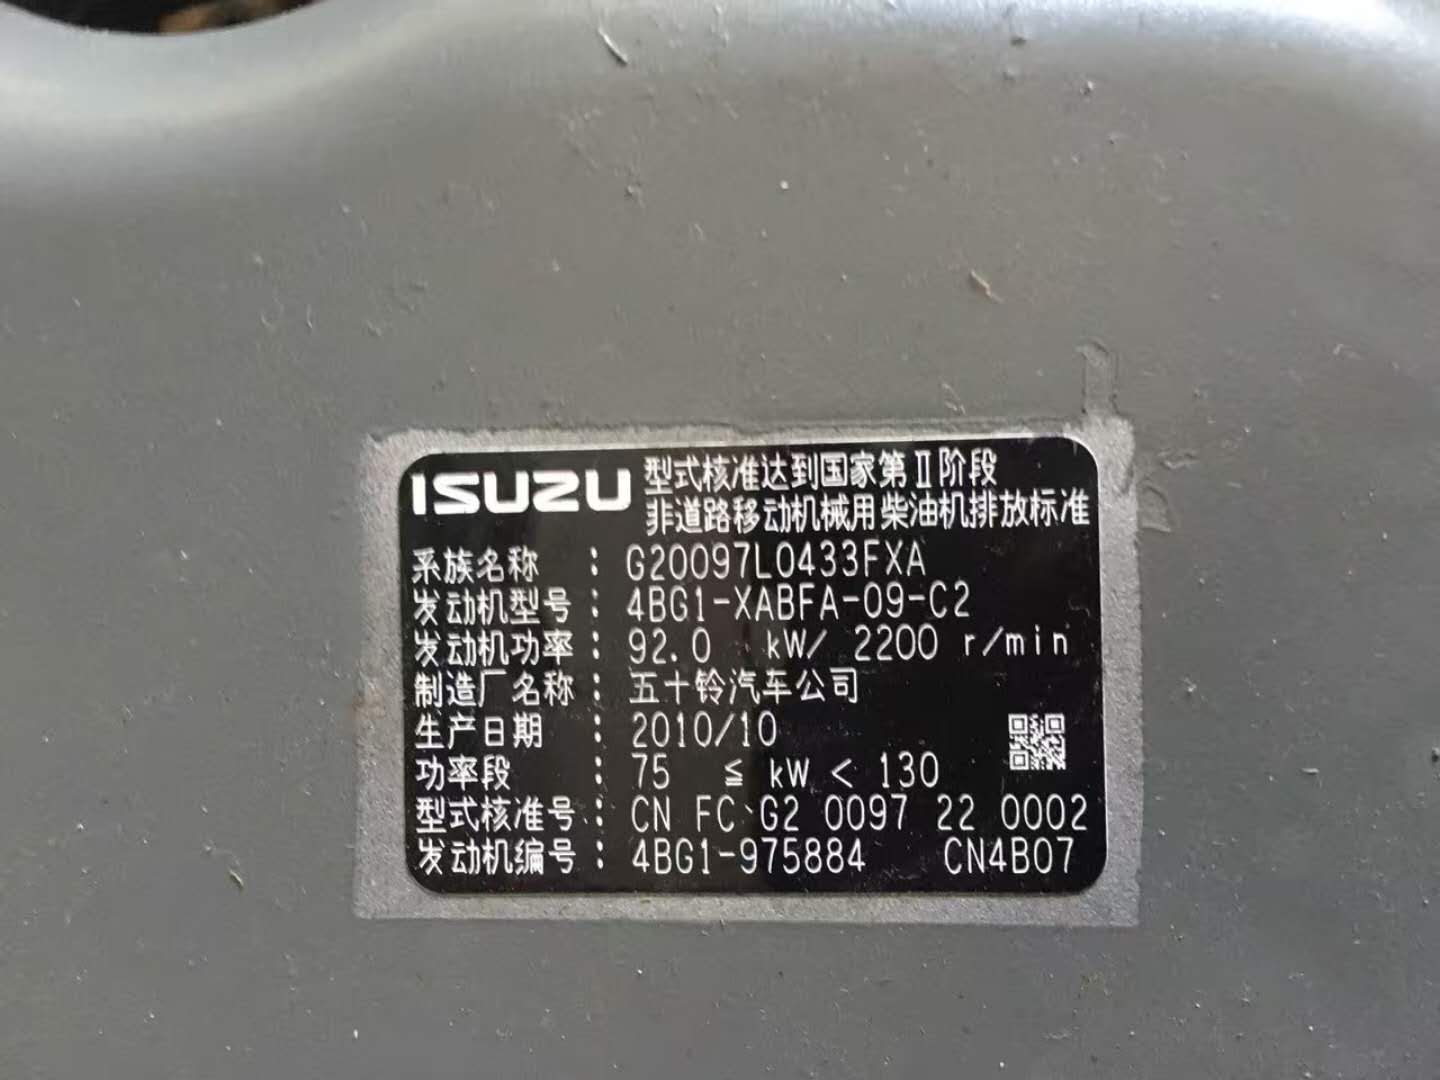 ISUZU 型式核准达到国家第Ⅱ阶段
非道路移动机械用柴油机排放标准
系族名称 : G20097L0433FXA
发动机型号 : 4BG1-XABFA-09-C2
发动机功率 : 92.0 kW/ 2200 r/min
制造厂名称 : 五十铃汽车公司
生产日期 : 2010/10
功率段 : 75 ≦ kW < 130
型式核准号 : CN FC G2 0097 22 0002
发动机编号 : 4BG1-975884 CN4B07